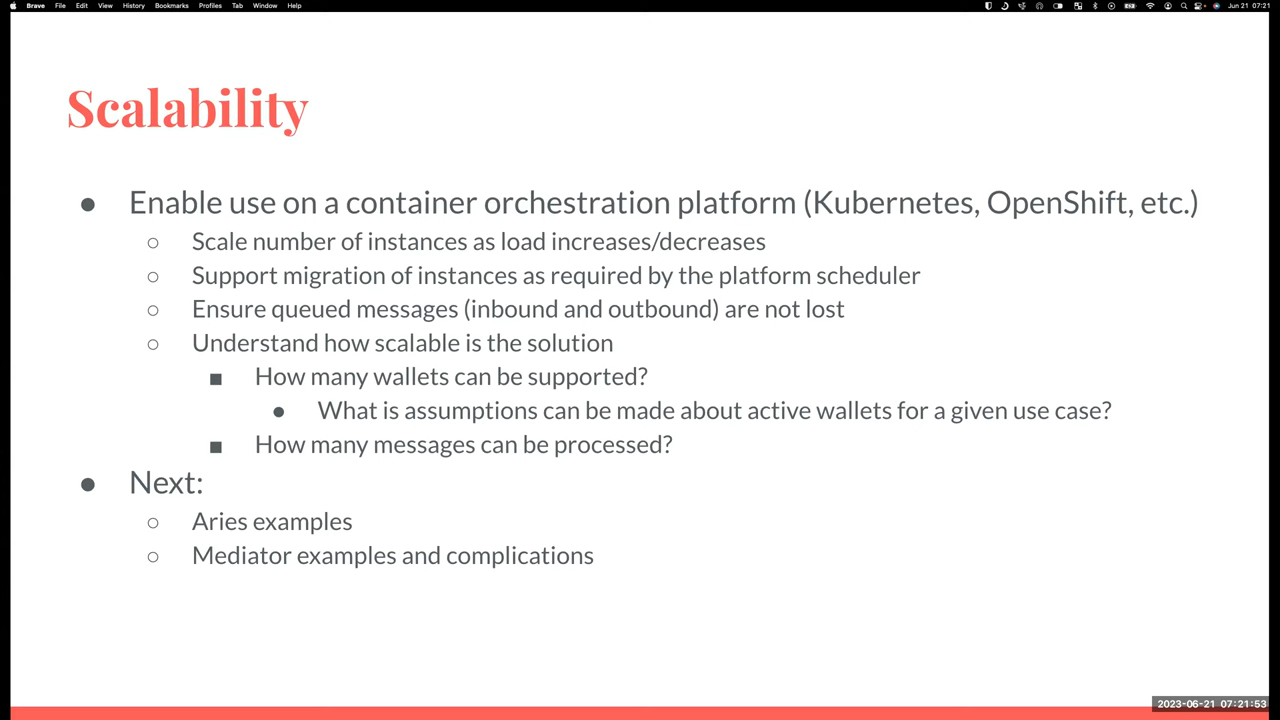 Brave File Edit View History Bookmarks Profiles Tab Window Help Jun 21 07:21
Scalability
● Enable use on a container orchestration platform (Kubernetes, OpenShift, etc.)
○ Scale number of instances as load increases/decreases
○ Support migration of instances as required by the platform scheduler
○ Ensure queued messages (inbound and outbound) are not lost
○ Understand how scalable is the solution
■ How many wallets can be supported?
● What is assumptions can be made about active wallets for a given use case?
■ How many messages can be processed?
● Next:
○ Aries examples
○ Mediator examples and complications
2023-06-21 07:21:53